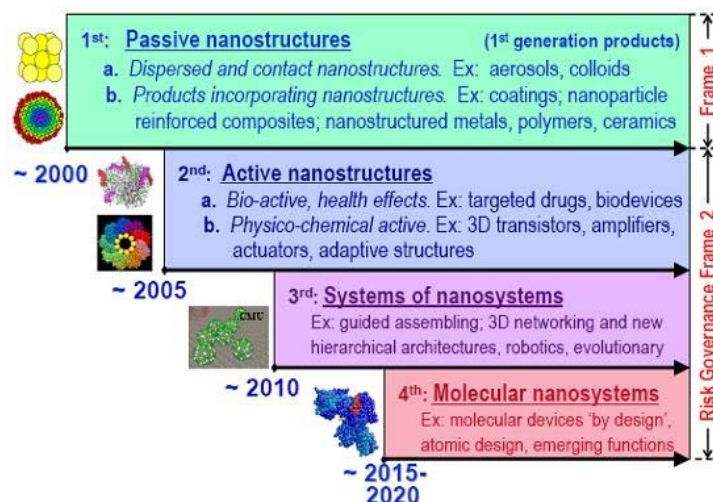 1st: Passive nanostructures (1st generation products)
a. Dispersed and contact nanostructures. Ex: aerosols, colloids
b. Products incorporating nanostructures. Ex: coatings; nanoparticle
reinforced composites; nanostructured metals, polymers, ceramics
~ 2000
2nd: Active nanostructures
a. Bio-active, health effects. Ex: targeted drugs, biodevices
b. Physico-chemical active. Ex: 3D transistors, amplifiers,
actuators, adaptive structures
~ 2005
CMU
3rd: Systems of nanosystems
Ex: guided assembling; 3D networking and new
hierarchical architectures, robotics, evolutionary
~ 2010
4th: Molecular nanosystems
Ex: molecular devices 'by design',
atomic design, emerging functions
~ 2015-
2020
Frame 1
Risk Governance Frame 2